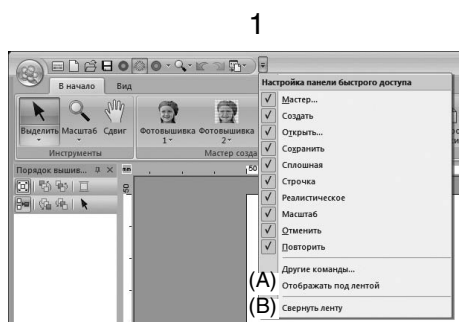 1
Настройка панели быстрого доступа
В начало Вид
Мастер...
Создать
Открыть...
Сохранить
Сплошная
Строчка
Реалистическое
Масштаб
Отменить
Повторить
Другие команды...
(A) Отображать под лентой
(B) Свернуть ленту
Выделить Масштаб Сдвиг
Фотовышивка 1 Фотовышивка 2
Инструменты
Мастер созда
Порядок вышив...
50
50